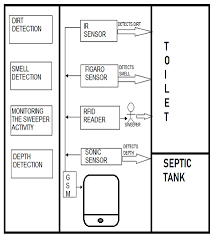 DIRT
DETECTION
SMELL
DETECTION
MONITORING
THE SWEEPER
ACTIVITY
DEPTH
DETECTION
IR
SENSOR
DETECTS DIRT
FIGARO
SENSOR
DETECTS
SMELL
RFID
READER
SWEEPER
SONIC
SENSOR
DETECTS
DEPTH
G
S
M
T
O
I
L
E
T
SEPTIC
TANK